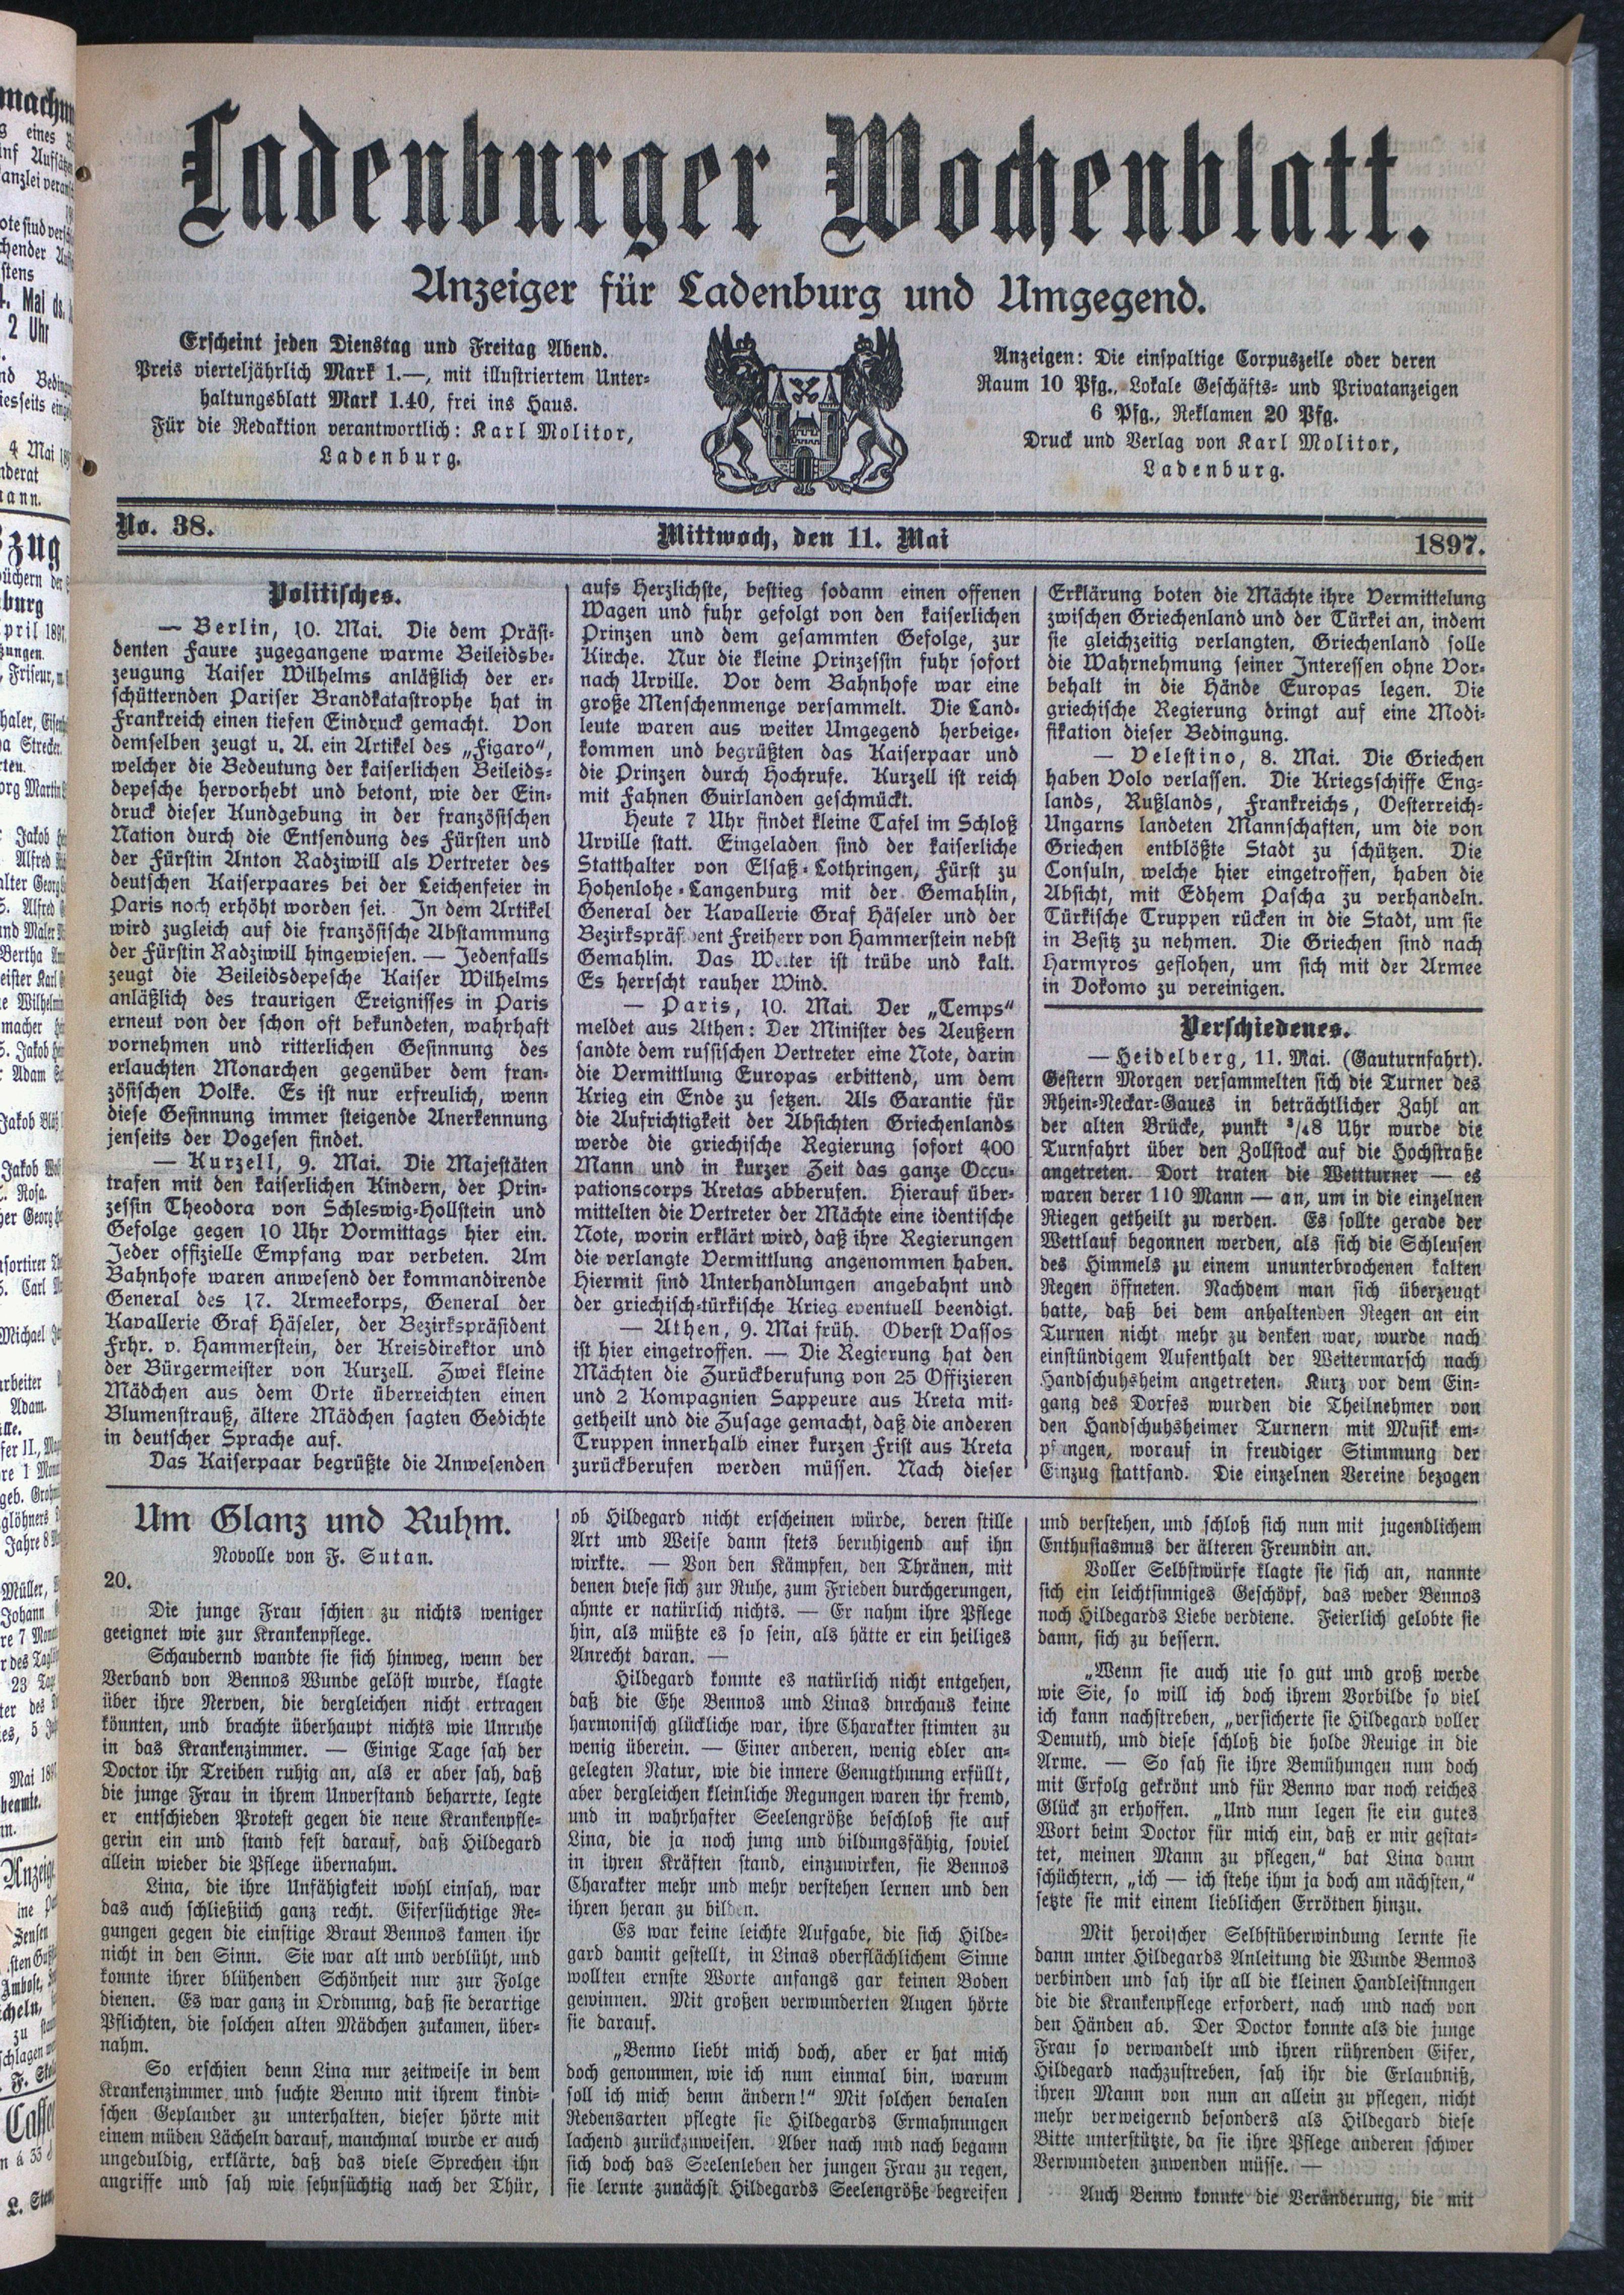 Ladenburger Wochenblatt.
Anzeiger für Ladenburg und Umgegend.
Erscheint jeden Dienstag und Freitag Abend.
Preis vierteljährlich Mark 1.—, mit illustriertem Unter-
haltungsblatt Mark 1.40, frei ins Haus.
Für die Redaktion verantwortlich: Karl Molitor,
Ladenburg.
Anzeigen: Die einspaltige Corpuszeile oder deren
Raum 10 Pfg., Lokale Geschäfts- und Privatanzeigen
6 Pfg., Reklamen 20 Pfg.
Druck und Verlag von Karl Molitor,
Ladenburg.
No. 38.
Mittwoch, den 11. Mai
1897.
Politisches.
— Berlin, 10. Mai. Die dem Präsi-
denten Faure zugegangene warme Beileidsbe-
zeugung Kaiser Wilhelms anläßlich der er-
schütternden Pariser Brandkatastrophe hat in
Frankreich einen tiefen Eindruck gemacht. Von
demselben zeugt u. A. ein Artikel des „Figaro“,
welcher die Bedeutung der kaiserlichen Beileids-
depesche hervorhebt und betont, wie der Ein-
druck dieser Kundgebung in der französischen
Nation durch die Entsendung des Fürsten und
der Fürstin Anton Radziwill als Vertreter des
deutschen Kaiserpaares bei der Leichenfeier in
Paris noch erhöht worden sei. In dem Artikel
wird zugleich auf die französische Abstammung
der Fürstin Radziwill hingewiesen. — Jedenfalls
zeugt die Beileidsdepesche Kaiser Wilhelms
anläßlich des traurigen Ereignisses in Paris
erneut von der schon oft bekundeten, wahrhaft
vornehmen und ritterlichen Gesinnung des
erlauchten Monarchen gegenüber dem fran-
zösischen Volke. Es ist nur erfreulich, wenn
diese Gesinnung immer steigende Anerkennung
jenseits der Vogesen findet.
— Kurzell, 9. Mai. Die Majestäten
trafen mit den kaiserlichen Kindern, der Prin-
zessin Theodora von Schleswig-Hollstein und
Gefolge gegen 10 Uhr Vormittags hier ein.
Jeder offizielle Empfang war verbeten. Am
Bahnhofe waren anwesend der kommandirende
General des 17. Armeekorps, General der
Kavallerie Graf Häseler, der Bezirkspräsident
Frhr. v. Hammerstein, der Kreisdirektor und
der Bürgermeister von Kurzell. Zwei kleine
Mädchen aus dem Orte überreichten einen
Blumenstrauß, ältere Mädchen sagten Gedichte
in deutscher Sprache auf.
Das Kaiserpaar begrüßte die Anwesenden
aufs Herzlichste, bestieg sodann einen offenen
Wagen und fuhr gefolgt von den kaiserlichen
Prinzen und dem gesammten Gefolge, zur
Kirche. Nur die kleine Prinzessin fuhr sofort
nach Urville. Vor dem Bahnhofe war eine
große Menschenmenge versammelt. Die Land-
leute waren aus weiter Umgegend herbeige-
kommen und begrüßten das Kaiserpaar und
die Prinzen durch Hochrufe. Kurzell ist reich
mit Fahnen Guirlanden geschmückt.
Heute 7 Uhr findet kleine Tafel im Schloß
Urville statt. Eingeladen sind der kaiserliche
Statthalter von Elsaß-Lothringen, Fürst zu
Hohenlohe-Langenburg mit der Gemahlin,
General der Kavallerie Graf Häseler und der
Bezirkspräsident Freiherr von Hammerstein nebst
Gemahlin. Das Wetter ist trübe und kalt.
Es herrscht rauher Wind.
— Paris, 10. Mai. Der „Temps“
meldet aus Athen: Der Minister des Aeußern
sandte dem russischen Vertreter eine Note, darin
die Vermittlung Europas erbittend, um dem
Krieg ein Ende zu setzen. Als Garantie für
die Aufrichtigkeit der Absichten Griechenlands
werde die griechische Regierung sofort 400
Mann und in kurzer Zeit das ganze Occu-
pationscorps Kretas abberufen. Hierauf über-
mittelten die Vertreter der Mächte eine identische
Note, worin erklärt wird, daß ihre Regierungen
die verlangte Vermittlung angenommen haben.
Hiermit sind Unterhandlungen angebahnt und
der griechisch-türkische Krieg eventuell beendigt.
— Athen, 9. Mai früh. Oberst Vassos
ist hier eingetroffen. — Die Regierung hat den
Mächten die Zurückberufung von 25 Offizieren
und 2 Kompagnien Sappeure aus Kreta mit-
getheilt und die Zusage gemacht, daß die anderen
Truppen innerhalb einer kurzen Frist aus Kreta
zurückberufen werden müssen. Nach dieser
Erklärung boten die Mächte ihre Vermittelung
zwischen Griechenland und der Türkei an, indem
sie gleichzeitig verlangten, Griechenland solle
die Wahrnehmung seiner Interessen ohne Vor-
behalt in die Hände Europas legen. Die
griechische Regierung dringt auf eine Modi-
fikation dieser Bedingung.
— Velestino, 8. Mai. Die Griechen
haben Volo verlassen. Die Kriegsschiffe Eng-
lands, Rußlands, Frankreichs, Oesterreich-
Ungarns landeten Mannschaften, um die von
Griechen entblößte Stadt zu schützen. Die
Consuln, welche hier eingetroffen, haben die
Absicht, mit Edhem Pascha zu verhandeln.
Türkische Truppen rücken in die Stadt, um sie
in Besitz zu nehmen. Die Griechen sind nach
Harmyros geflohen, um sich mit der Armee
in Dokomo zu vereinigen.
Verschiedenes.
— Heidelberg, 11. Mai. (Gauturnfahrt).
Gestern Morgen versammelten sich die Turner des
Rhein-Neckar-Gaues in beträchtlicher Zahl an
der alten Brücke, punkt ³/₄8 Uhr wurde die
Turnfahrt über den Zollstock auf die Hochstraße
angetreten. Dort traten die Wettturner — es
waren derer 110 Mann — an, um in die einzelnen
Riegen getheilt zu werden. Es sollte gerade der
Wettlauf begonnen werden, als sich die Schleusen
des Himmels zu einem ununterbrochenen kalten
Regen öffneten. Nachdem man sich überzeugt
hatte, daß bei dem anhaltenden Regen an ein
Turnen nicht mehr zu denken war, wurde nach
einstündigem Aufenthalt der Weitermarsch nach
Handschuhsheim angetreten. Kurz vor dem Ein-
gang des Dorfes wurden die Theilnehmer von
den Handschuhsheimer Turnern mit Musik em-
pfangen, worauf in freudiger Stimmung der
Einzug stattfand. Die einzelnen Vereine bezogen
Um Glanz und Ruhm.
Novolle von F. Sutan.
20.
Die junge Frau schien zu nichts weniger
geeignet wie zur Krankenpflege.
Schaudernd wandte sie sich hinweg, wenn der
Verband von Bennos Wunde gelöst wurde, klagte
über ihre Nerven, die dergleichen nicht ertragen
könnten, und brachte überhaupt nichts wie Unruhe
in das Krankenzimmer. — Einige Tage sah der
Doctor ihr Treiben ruhig an, als er aber sah, daß
die junge Frau in ihrem Unverstand beharrte, legte
er entschieden Protest gegen die neue Krankenpfle-
gerin ein und stand fest darauf, daß Hildegard
allein wieder die Pflege übernahm.
Lina, die ihre Unfähigkeit wohl einsah, war
das auch schließiich ganz recht. Eifersüchtige Re-
gungen gegen die einstige Braut Bennos kamen ihr
nicht in den Sinn. Sie war alt und verblüht, und
konnte ihrer blühenden Schönheit nur zur Folge
dienen. Es war ganz in Ordnung, daß sie derartige
Pflichten, die solchen alten Mädchen zukamen, über-
nahm.
So erschien denn Lina nur zeitweise in dem
Krankenzimmer und suchte Benno mit ihrem kindi-
schen Geplauder zu unterhalten, dieser hörte mit
einem müden Lächeln darauf, manchmal wurde er auch
ungeduldig, erklärte, daß das viele Sprechen ihn
angriffe und sah wie sehnsüchtig nach der Thür,
ob Hildegard nicht erscheinen würde, deren stille
Art und Weise dann stets beruhigend auf ihn
wirkte. — Von den Kämpfen, den Thränen, mit
denen diese sich zur Ruhe, zum Frieden durchgerungen,
ahnte er natürlich nichts. — Er nahm ihre Pflege
hin, als müßte es so sein, als hätte er ein heiliges
Anrecht daran. —
Hildegard konnte es natürlich nicht entgehen,
daß die Ehe Bennos und Linas dnrchaus keine
harmonisch glückliche war, ihre Charakter stimten zu
wenig überein. — Einer anderen, wenig edler an-
gelegten Natur, wie die innere Genugthuung erfüllt,
aber dergleichen kleinliche Regungen waren ihr fremd,
und in wahrhafter Seelengröße beschloß sie auf
Lina, die ja noch jung und bildungsfähig, soviel
in ihren Kräften stand, einzuwirken, sie Bennos
Charakter mehr und mehr verstehen lernen und den
ihren heran zu bilden.
Es war keine leichte Aufgabe, die sich Hilde-
gard damit gestellt, in Linas oberflächlichem Sinne
wollten ernste Worte anfangs gar keinen Boden
gewinnen. Mit großen verwunderten Augen hörte
sie darauf.
„Benno liebt mich doch, aber er hat mich
doch genommen, wie ich nun einmal bin, warum
soll ich mich denn ändern!“ Mit solchen benalen
Redensarten pflegte sie Hildegards Ermahnungen
lachend zurückzuweisen. Aber nach und nach begann
sich doch das Seelenleben der jungen Frau zu regen,
sie lernte zunächst Hildegards Seelengröße begreifen
und verstehen, und schloß sich nun mit jugendlichem
Enthusiasmus der älteren Freundin an.
Voller Selbstwürfe klagte sie sich an, nannte
sich ein leichtsinniges Geschöpf, das weder Bennos
noch Hildegards Liebe verdiene. Feierlich gelobte sie
dann, sich zu bessern.
„Wenn sie auch uie so gut und groß werde
wie Sie, so will ich doch ihrem Vorbilde so viel
ich kann nachstreben, „versicherte sie Hildegard voller
Demuth, und diese schloß die holde Reuige in die
Arme. — So sah sie ihre Bemühungen nun doch
mit Erfolg gekrönt und für Benno war noch reiches
Glück zu erhoffen. „Und nun legen sie ein gutes
Wort beim Doctor für mich ein, daß er mir gestat-
tet, meinen Mann zu pflegen,“ bat Lina dann
schüchtern, „ich — ich stehe ihm ja doch am nächsten,“
setzte sie mit einem lieblichen Erröthen hinzu.
Mit heroischer Selbstüberwindung lernte sie
dann unter Hildegards Anleitung die Wunde Bennos
verbinden und sah ihr all die kleinen Handleistnngen
die die Krankenpflege erfordert, nach und nach von
den Händen ab. Der Doctor konnte als die junge
Frau so verwandelt und ihren rührenden Eifer,
Hildegard nachzustreben, sah ihr die Erlaubniß,
ihren Mann von nun an allein zu pflegen, nicht
mehr verweigernd besonders als Hildegard diese
Bitte unterstützte, da sie ihre Pflege anderen schwer
Verwundeten zuwenden müsse. —
Auch Benno konnte die Veränderung, die mit